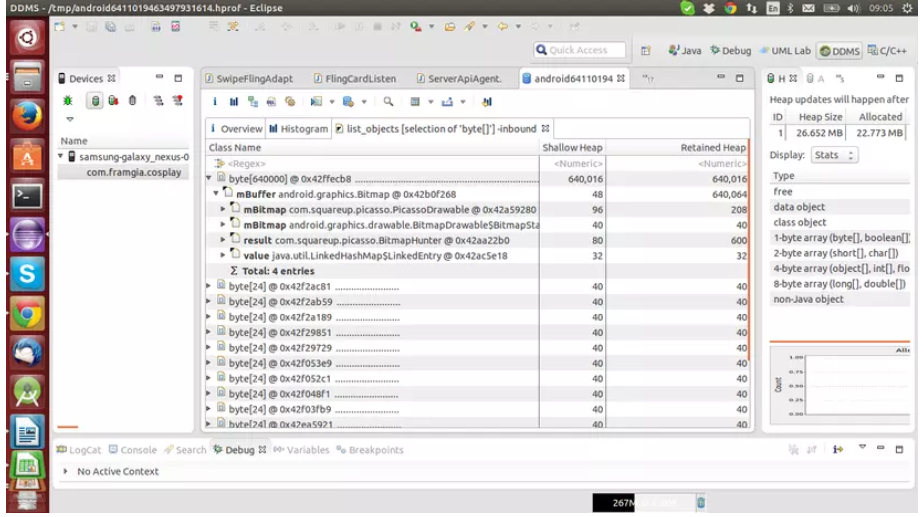 DDMS - /tmp/android6411019463497931614.hprof - Eclipse
En
09:05
Quick Access
Java
Debug
UML Lab
DDMS
C/C++
Devices
SwipeFlingAdapt
FlingCardListen
ServerApiAgent.
android64110194
Name
samsung-galaxy_nexus-0
com.framgia.cosplay
Overview
Histogram
list_objects [selection of 'byte[]'] -inbound
Class Name Shallow Heap Retained Heap
<Regex> <Numeric> <Numeric>
byte[640000] @ 0x42ffecb8 640,016 640,016
mBuffer android.graphics.Bitmap @ 0x42b0f268 48 640,064
mBitmap com.squareup.picasso.PicassoDrawable @ 0x42a59280 96 208
mBitmap android.graphics.drawable.BitmapDrawable$BitmapSta 40 40
result com.squareup.picasso.BitmapHunter @ 0x42aa22b0 80 600
value java.util.LinkedHashMap$LinkedEntry @ 0x42ac5e18 32 32
Σ Total: 4 entries
byte[24] @ 0x42f2ac81 ........................ 40 40
byte[24] @ 0x42f2ab59 ........................ 40 40
byte[24] @ 0x42f2a189 ........................ 40 40
byte[24] @ 0x42f29851 ........................ 40 40
byte[24] @ 0x42f29729 ........................ 40 40
byte[24] @ 0x42f053e9 ........................ 40 40
byte[24] @ 0x42f052c1 ........................ 40 40
byte[24] @ 0x42f048f1 ........................ 40 40
byte[24] @ 0x42f03fb9 ........................ 40 40
byte[24] @ 0x42ea5921 ........................ 40 40
H
A
Heap updates will happen after
ID Heap Size Allocated
1 26.652 MB 22.773 MB
Display: Stats
Type
free
data object
class object
1-byte array (byte[], boolean[]
2-byte array (short[], char[])
4-byte array (object[], int[], flo
8-byte array (long[], double[])
non-Java object
Count
1.00
0.75
0.50
0.25
0.00
LogCat
Console
Search
Debug
Variables
Breakpoints
No Active Context